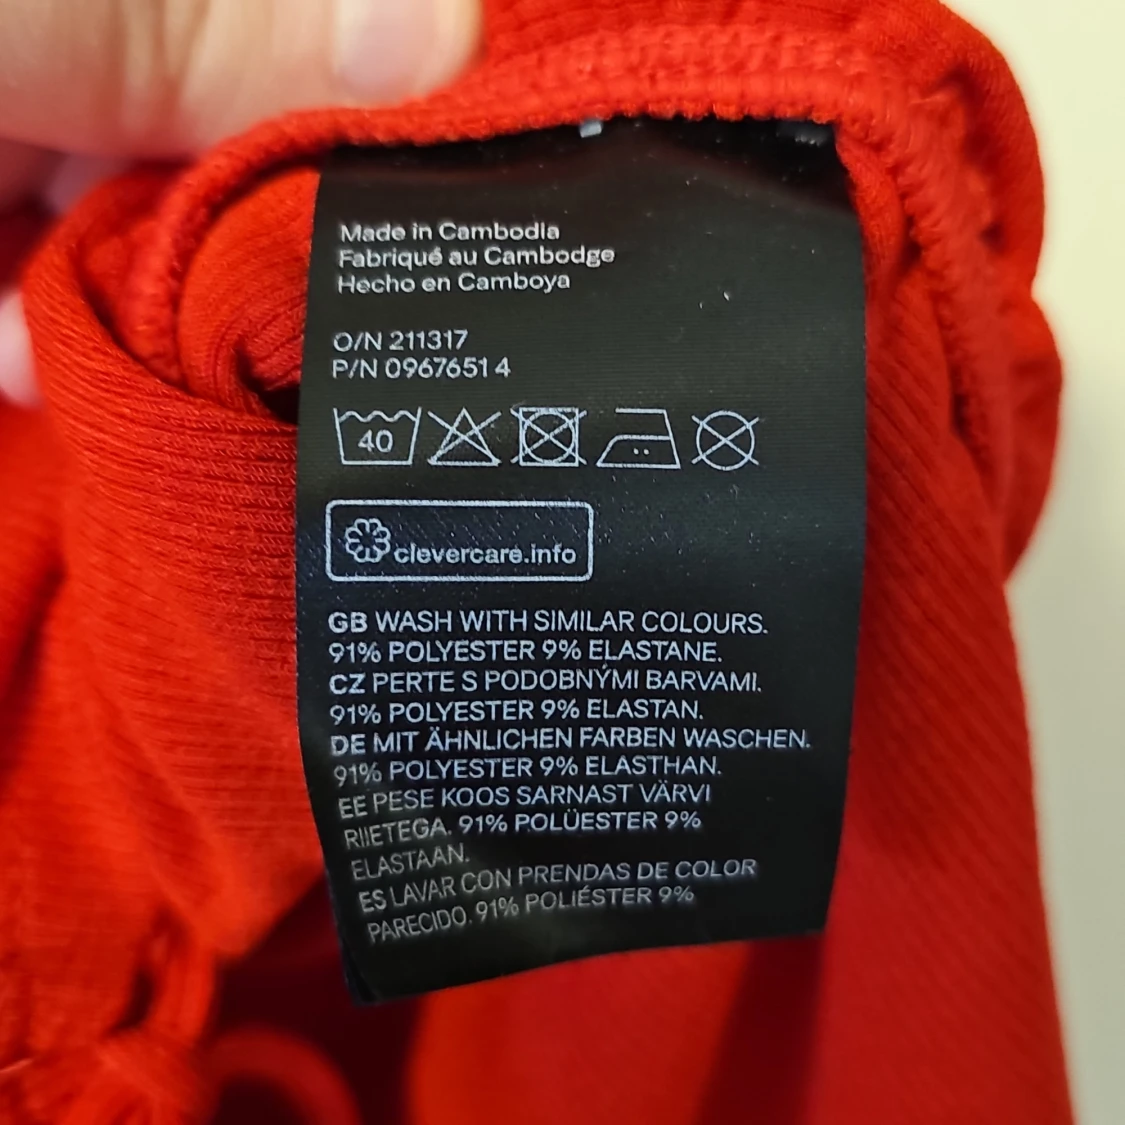 Made in Cambodia
Fabriqué au Cambodge
Hecho en Camboya
O/N 211317
P/N 0967651 4
40
clevercare.info
GB WASH WITH SIMILAR COLOURS.
91% POLYESTER 9% ELASTANE.
CZ PERTE S PODOBNÝMI BARVAMI.
91% POLYESTER 9% ELASTAN.
DE MIT ÄHNLICHEN FARBEN WASCHEN.
91% POLYESTER 9% ELASTHAN.
EE PESE KOOS SARNAST VÄRVI
RIIETEGA. 91% POLÜESTER 9%
ELASTAAN.
ES LAVAR CON PRENDAS DE COLOR
PARECIDO. 91% POLIÉSTER 9%